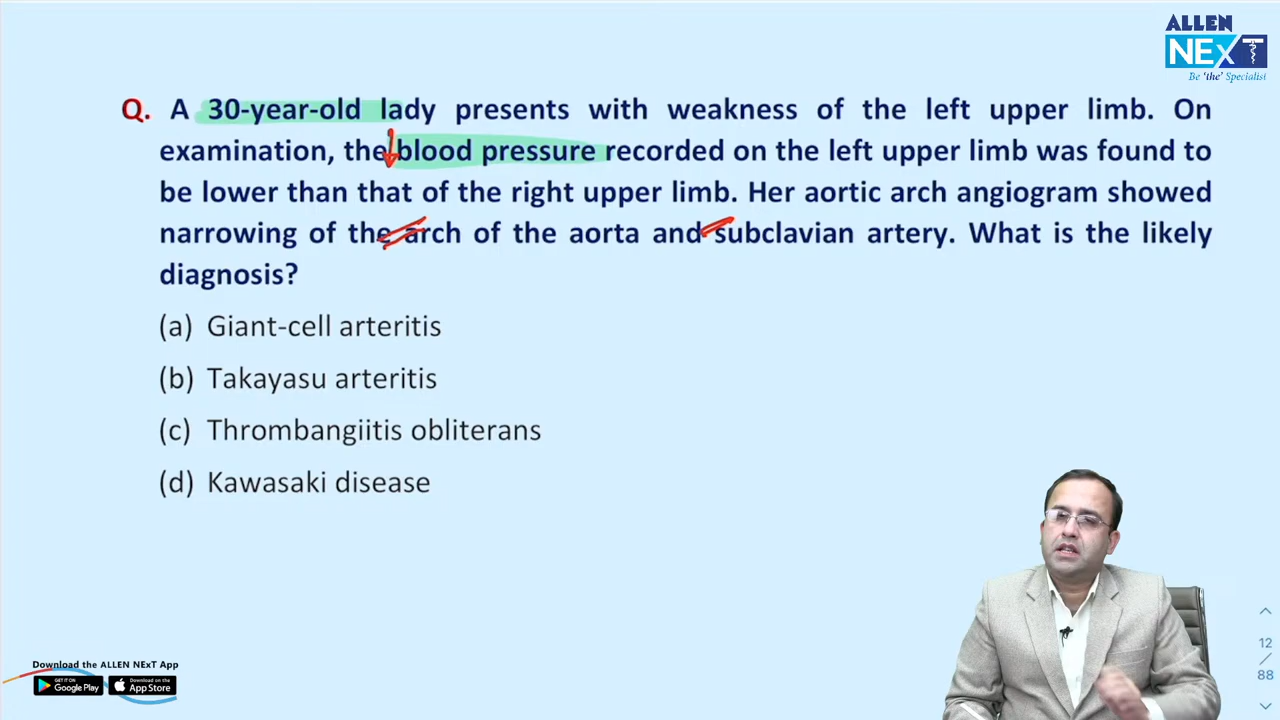 ALLEN
NExT
Be 'the' Specialist
Q. A 30-year-old lady presents with weakness of the left upper limb. On
examination, the blood pressure recorded on the left upper limb was found to
be lower than that of the right upper limb. Her aortic arch angiogram showed
narrowing of the arch of the aorta and subclavian artery. What is the likely
diagnosis?
(a) Giant-cell arteritis
(b) Takayasu arteritis
(c) Thrombangiitis obliterans
(d) Kawasaki disease
Download the ALLEN NExT App
GET IT ON
Google Play
Download on the
App Store
12
/
88